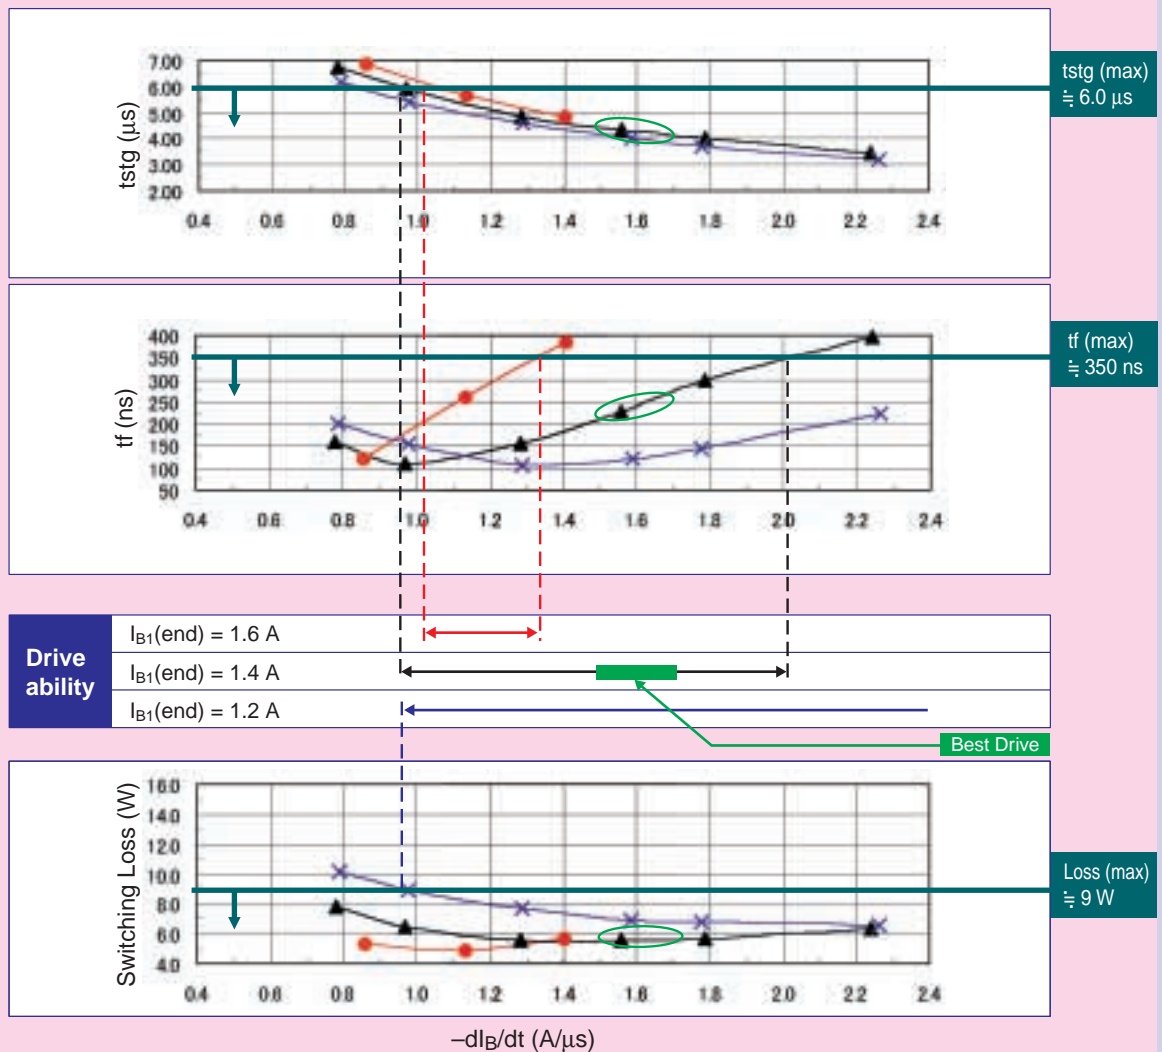 tstg (µs)
7.00
6.00
5.00
4.00
3.00
2.00
0.4 0.6 0.8 1.0 1.2 1.4 1.6 1.8 2.0 2.2 2.4
tstg (max)
≒ 6.0 µs
tf (ns)
400
350
300
250
200
150
100
50
0.4 0.6 0.8 1.0 1.2 1.4 1.6 1.8 2.0 2.2 2.4
tf (max)
≒ 350 ns
Drive
ability
IB1(end) = 1.6 A
IB1(end) = 1.4 A
IB1(end) = 1.2 A
Best Drive
Switching Loss (W)
16.0
14.0
12.0
10.0
8.0
6.0
4.0
0.4 0.6 0.8 1.0 1.2 1.4 1.6 1.8 2.0 2.2 2.4
Loss (max)
≒ 9 W
–dIB/dt (A/µs)